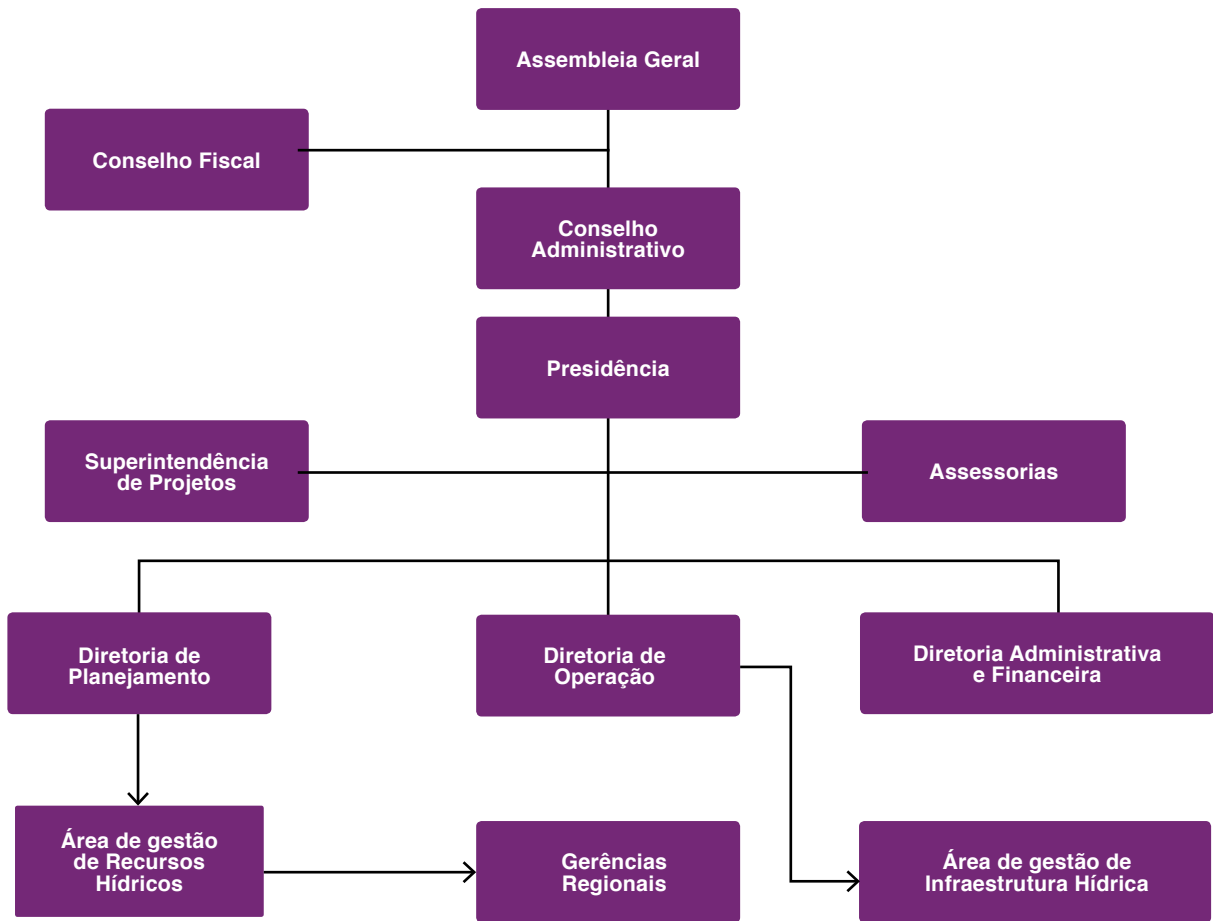 Assembleia Geral
Conselho Fiscal
Conselho
Administrativo
Presidência
Superintendência
de Projetos
Assessorias
Diretoria de
Planejamento
Diretoria de
Operação
Diretoria Administrativa
e Financeira
Área de gestão
de Recursos
Hídricos
Gerências
Regionais
Área de gestão de
Infraestrutura Hídrica